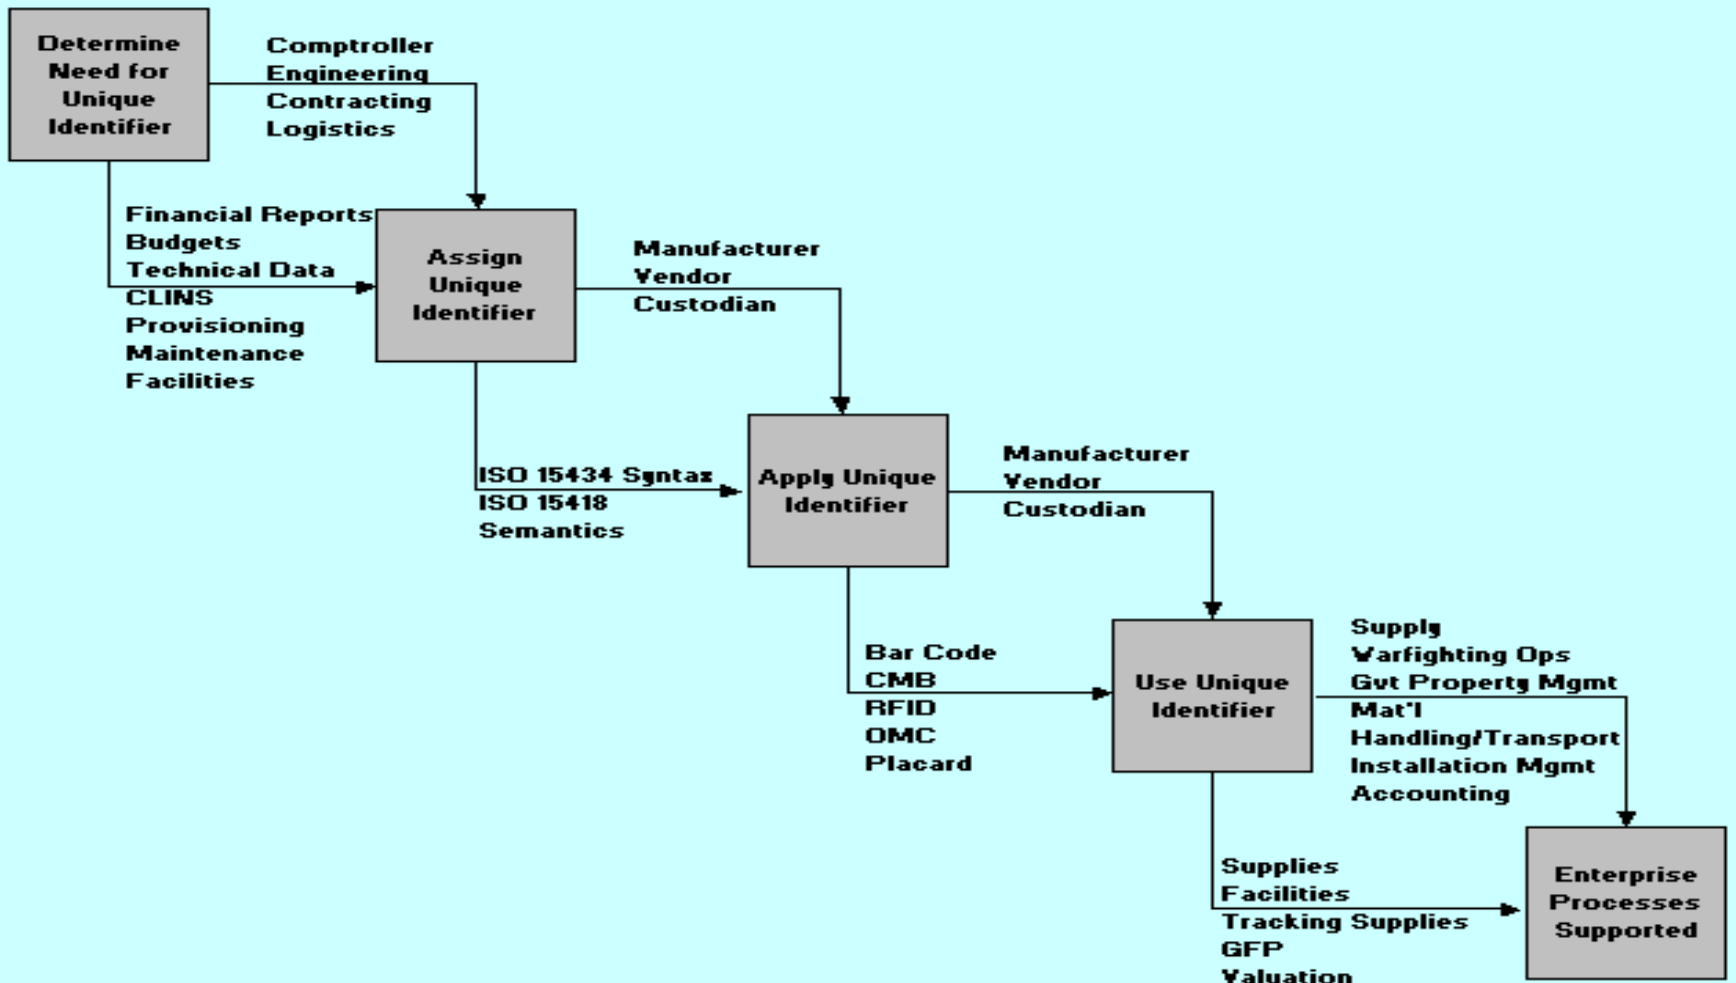 Determine
Need for
Unique
Identifier
Comptroller
Engineering
Contracting
Logistics
Financial Reports
Budgets
Technical Data
CLINS
Provisioning
Maintenance
Facilities
Assign
Unique
Identifier
Manufacturer
Vendor
Custodian
ISO 15434 Syntax
ISO 15418
Semantics
Apply Unique
Identifier
Manufacturer
Vendor
Custodian
Bar Code
CMB
RFID
OMC
Placard
Use Unique
Identifier
Supply
Warfighting Ops
Gvt Property Mgmt
Mat'l
Handling/Transport
Installation Mgmt
Accounting
Supplies
Facilities
Tracking Supplies
GFP
Valuation
Enterprise
Processes
Supported